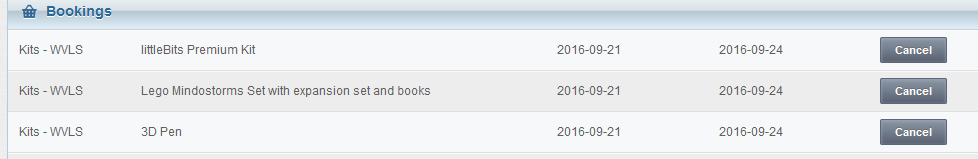 Bookings
Kits - WVLS littleBits Premium Kit 2016-09-21 2016-09-24 Cancel
Kits - WVLS Lego Mindostorms Set with expansion set and books 2016-09-21 2016-09-24 Cancel
Kits - WVLS 3D Pen 2016-09-21 2016-09-24 Cancel